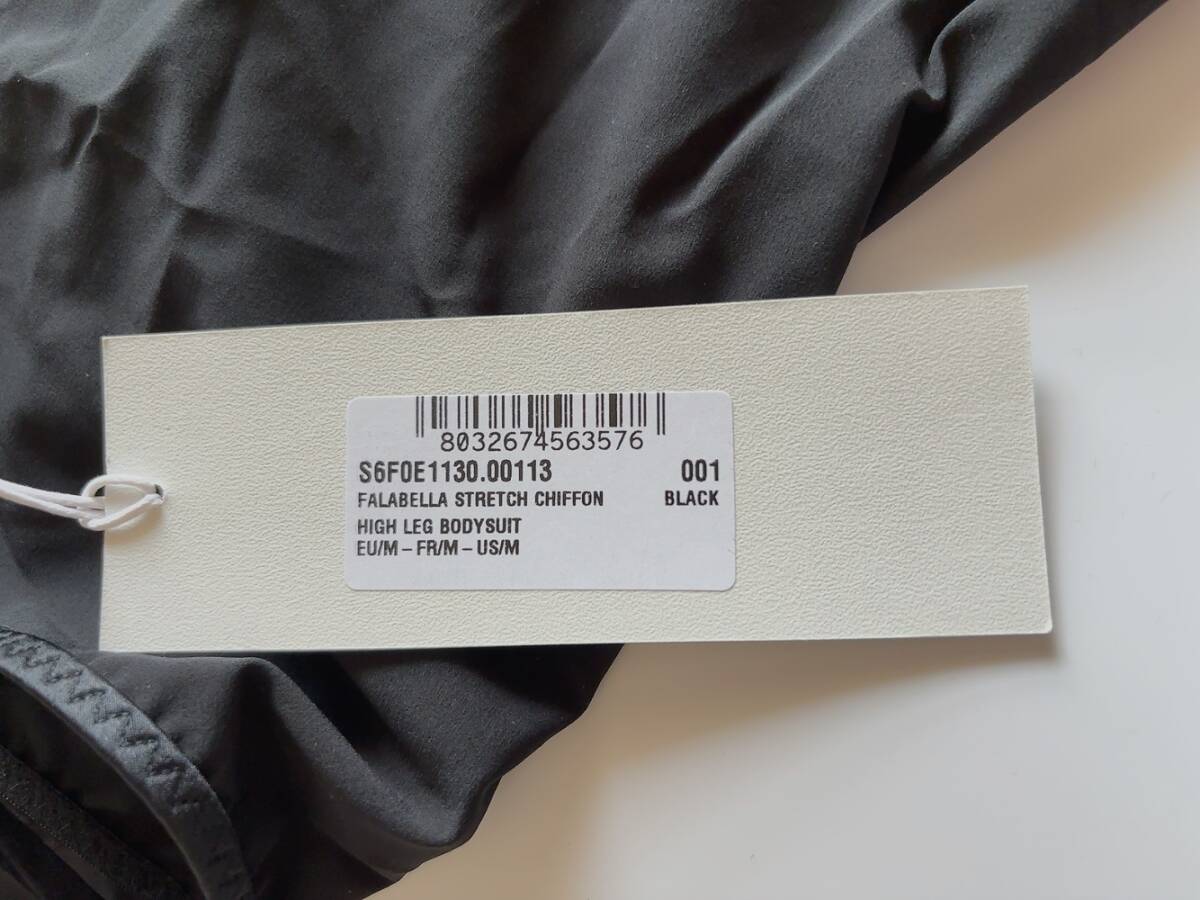 8032674563576
S6F0E1130.00113 001
FALABELLA STRETCH CHIFFON BLACK
HIGH LEG BODYSUIT
EU/M – FR/M – US/M